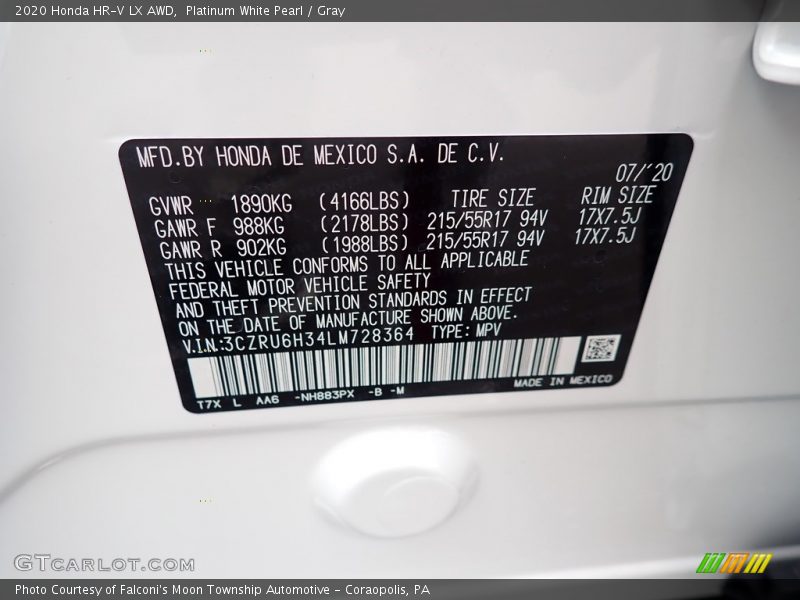 2020 Honda HR-V LX AWD,  Platinum White Pearl / Gray
MFD.BY HONDA DE MEXICO S.A. DE C.V.
07/'20
GVWR 1890KG (4166LBS) TIRE SIZE RIM SIZE
GAWR F 988KG (2178LBS) 215/55R17 94V 17X7.5J
GAWR R 902KG (1988LBS) 215/55R17 94V 17X7.5J
THIS VEHICLE CONFORMS TO ALL APPLICABLE
FEDERAL MOTOR VEHICLE SAFETY
AND THEFT PREVENTION STANDARDS IN EFFECT
ON THE DATE OF MANUFACTURE SHOWN ABOVE.
V.I.N:3CZRU6H34LM728364 TYPE: MPV
T7X L AA6 -NH883PX -B -M MADE IN MEXICO
GTCARLOT.COM
Photo Courtesy of Falconi's Moon Township Automotive - Coraopolis, PA